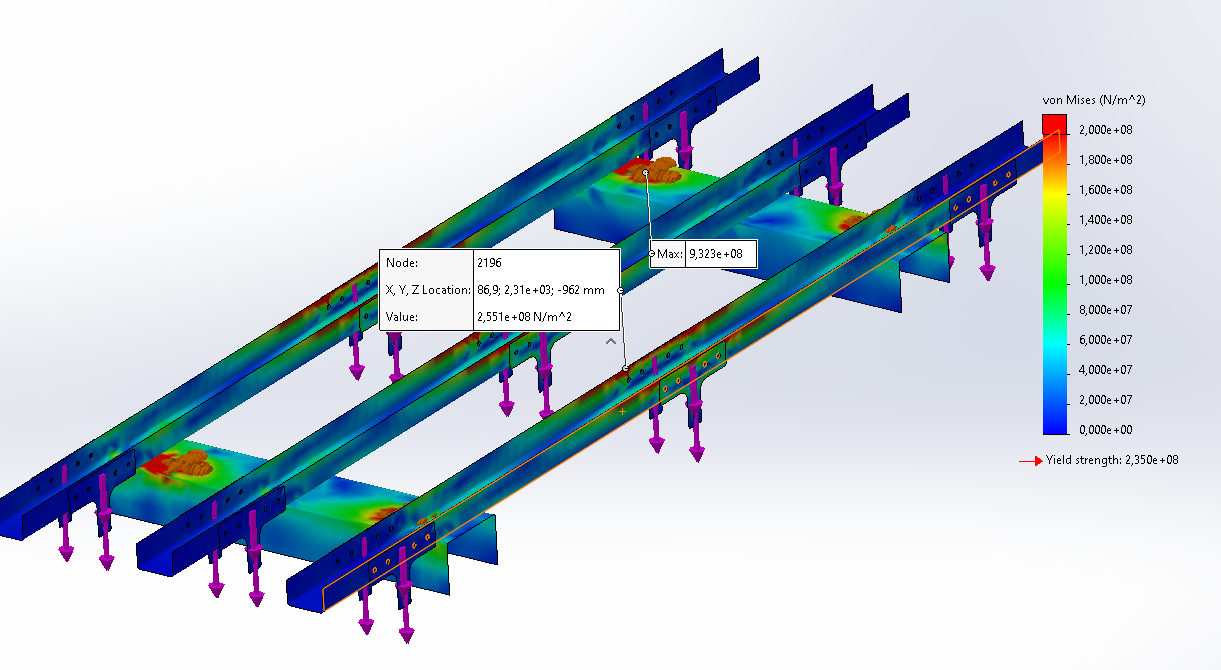 von Mises (N/m^2)
2,000e+08
1,800e+08
1,600e+08
1,400e+08
1,200e+08
1,000e+08
8,000e+07
6,000e+07
4,000e+07
2,000e+07
0,000e+00
Yield strength: 2,350e+08
Max: 9,323e+08
Node: 2196
X, Y, Z Location: 86,9; 2,31e+03; -962 mm
Value: 2,551e+08 N/m^2